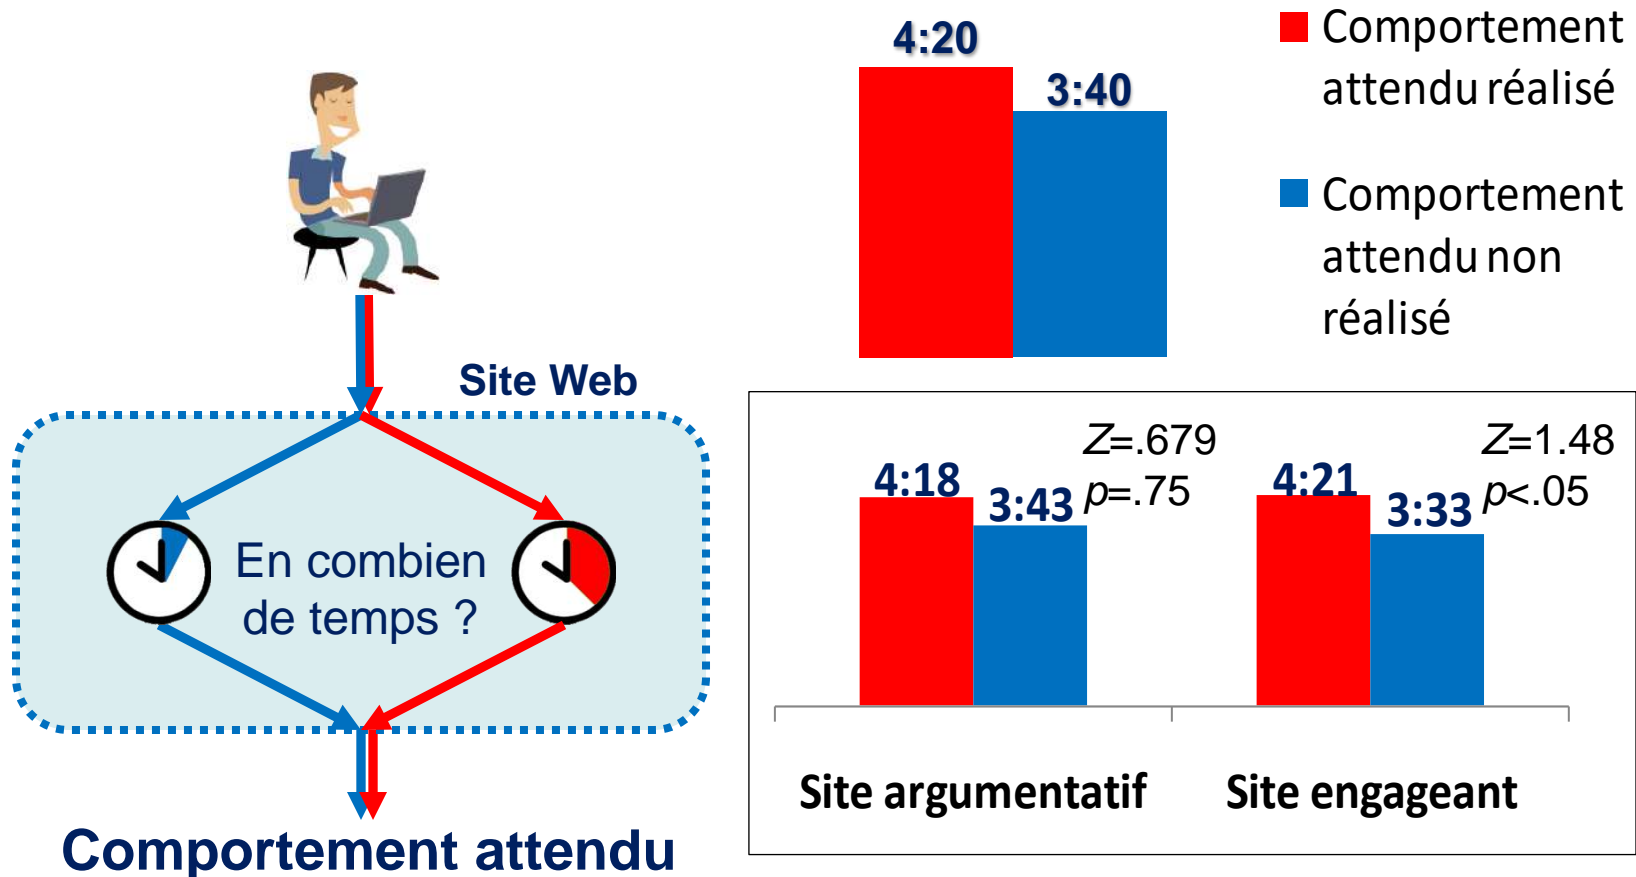 Site Web
En combien
de temps ?
Comportement attendu
4:20
3:40
Comportement
attendu réalisé
Comportement
attendu non
réalisé
4:18
3:43
Z=.679
p=.75
4:21
3:33
Z=1.48
p<.05
Site argumentatif
Site engageant